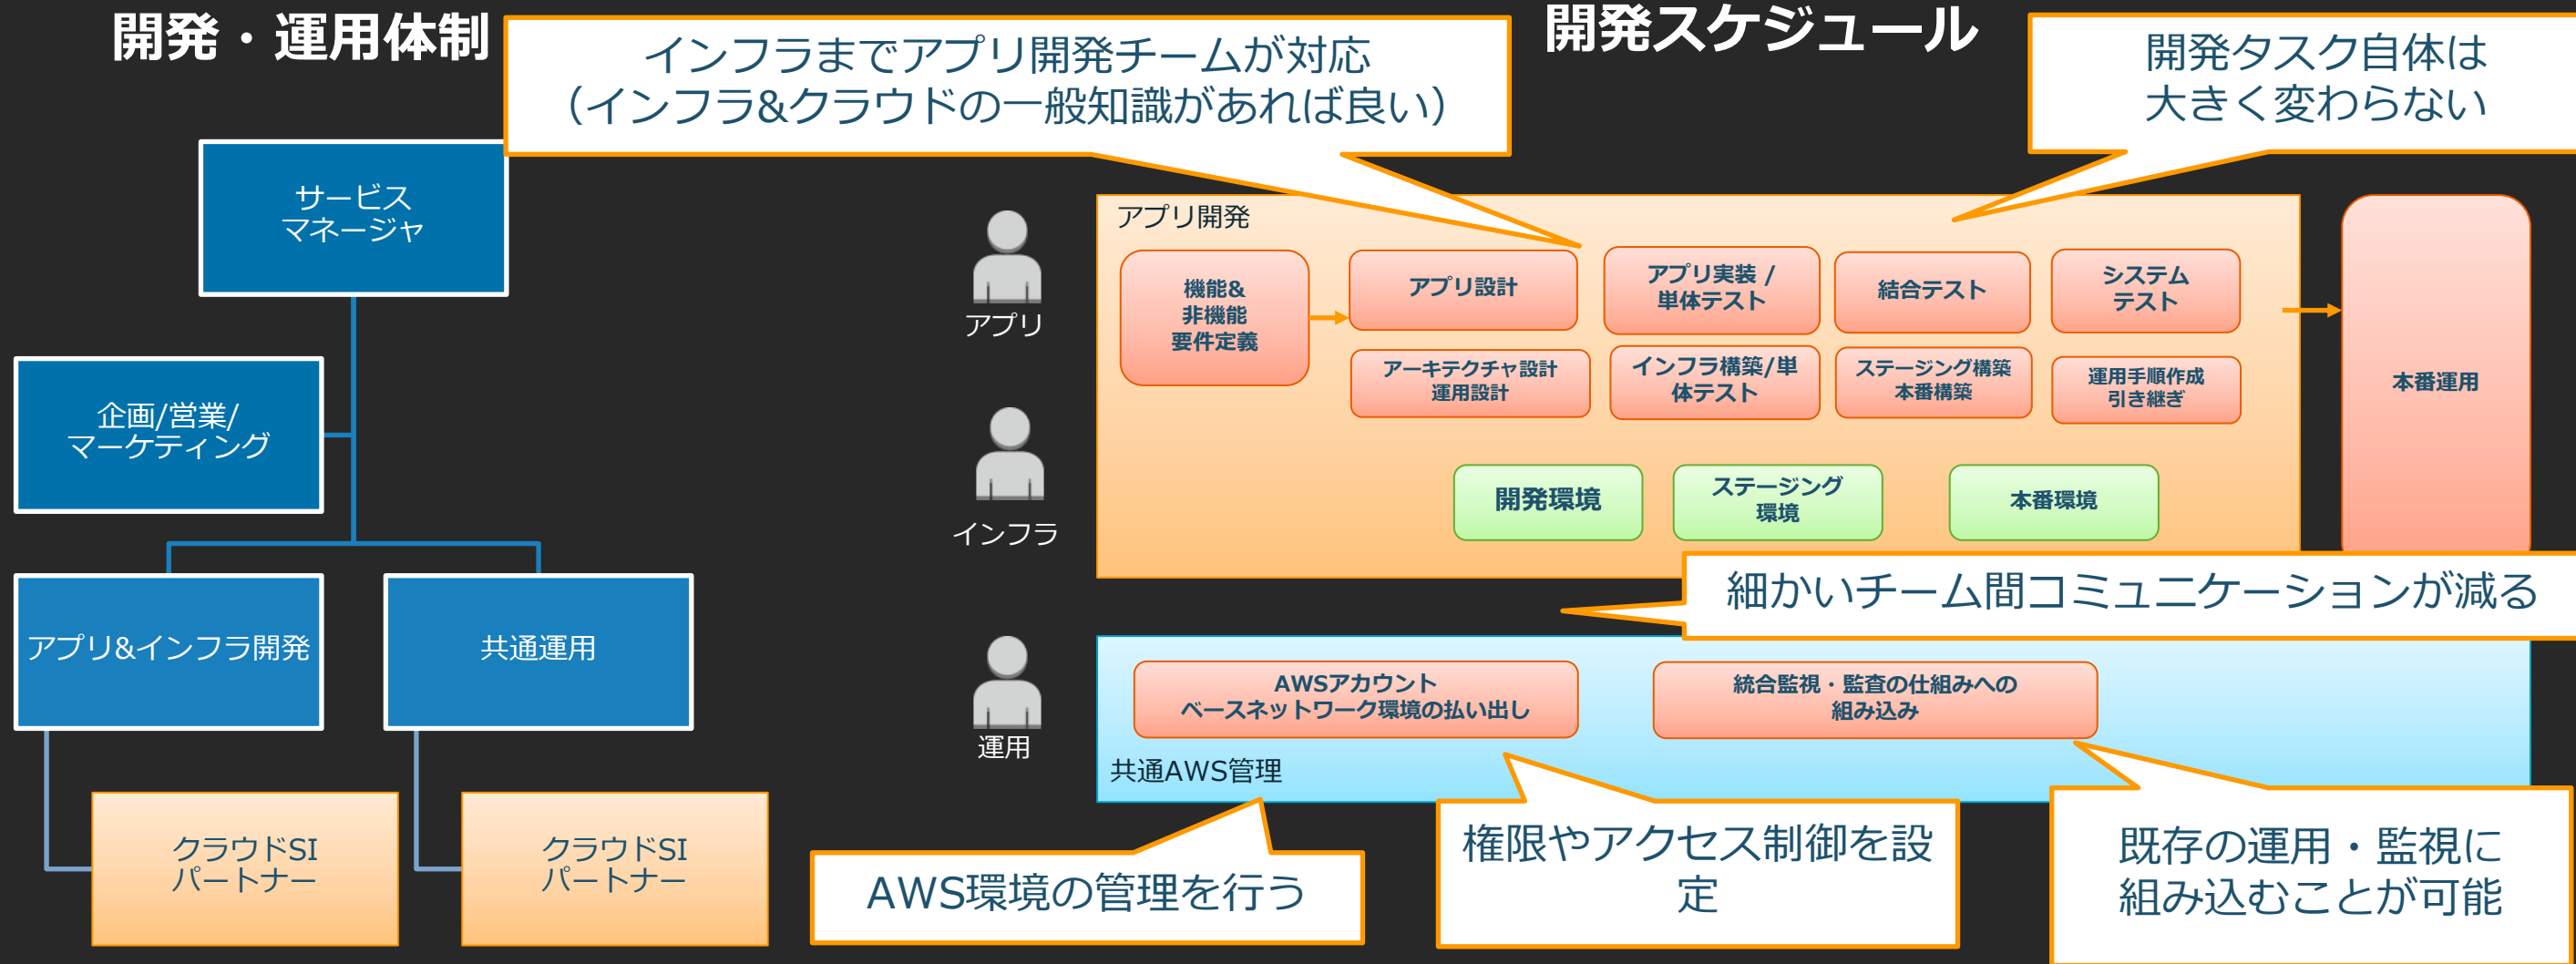 開発・運用体制
開発スケジュール
インフラまでアプリ開発チームが対応
（インフラ&クラウドの一般知識があれば良い）
開発タスク自体は
大きく変わらない
サービス
マネージャ
企画/営業/
マーケティング
アプリ&インフラ開発
共通運用
クラウドSI
パートナー
クラウドSI
パートナー
アプリ
インフラ
運用
アプリ開発
機能&
非機能
要件定義
アプリ設計
アプリ実装 /
単体テスト
結合テスト
システム
テスト
アーキテクチャ設計
運用設計
インフラ構築/単
体テスト
ステージング構築
本番構築
運用手順作成
引き継ぎ
本番運用
開発環境
ステージング
環境
本番環境
細かいチーム間コミュニケーションが減る
AWSアカウント
ベースネットワーク環境の払い出し
統合監視・監査の仕組みへの
組み込み
共通AWS管理
AWS環境の管理を行う
権限やアクセス制御を設
定
既存の運用・監視に
組み込むことが可能